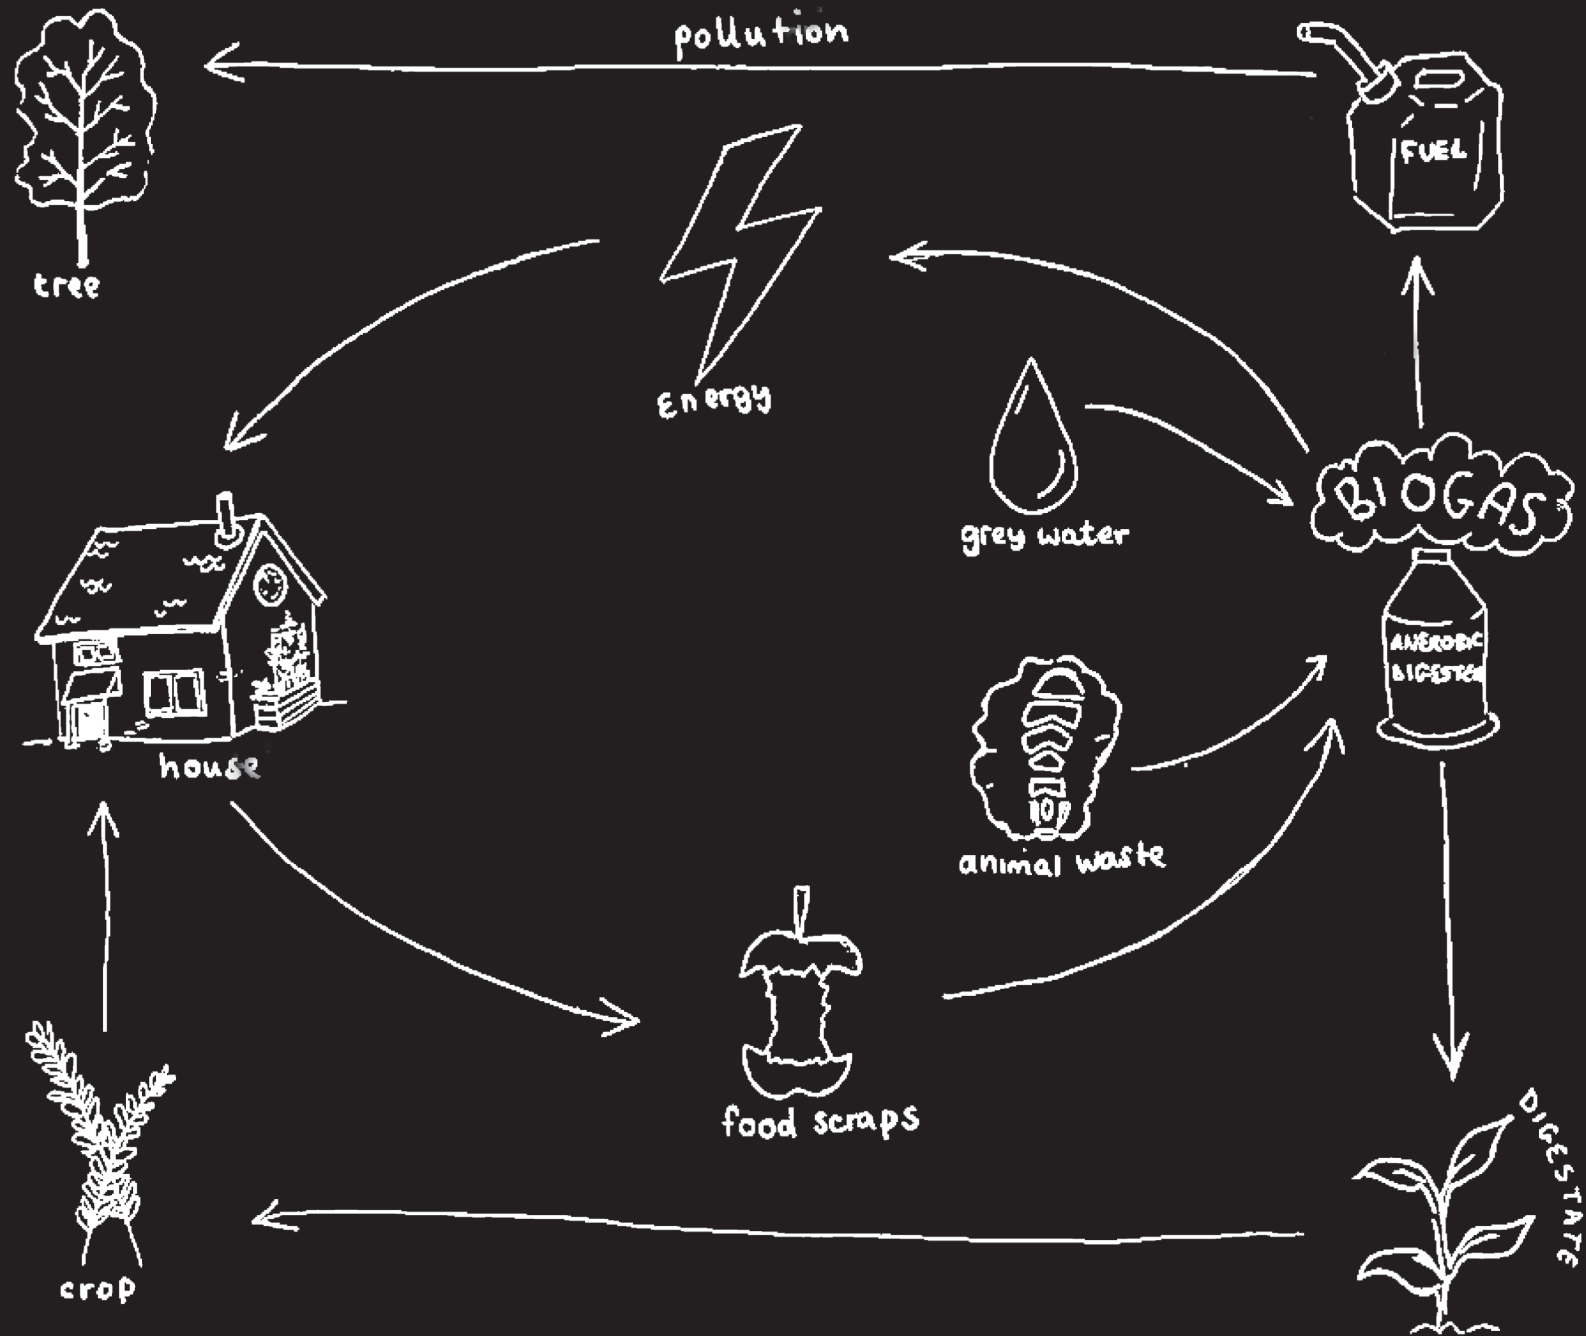 pollution
FUEL
tree
Energy
BIOGAS
grey water
ANEROBIC
DIGESTER
house
animal waste
food scraps
DIGESTATE
crop